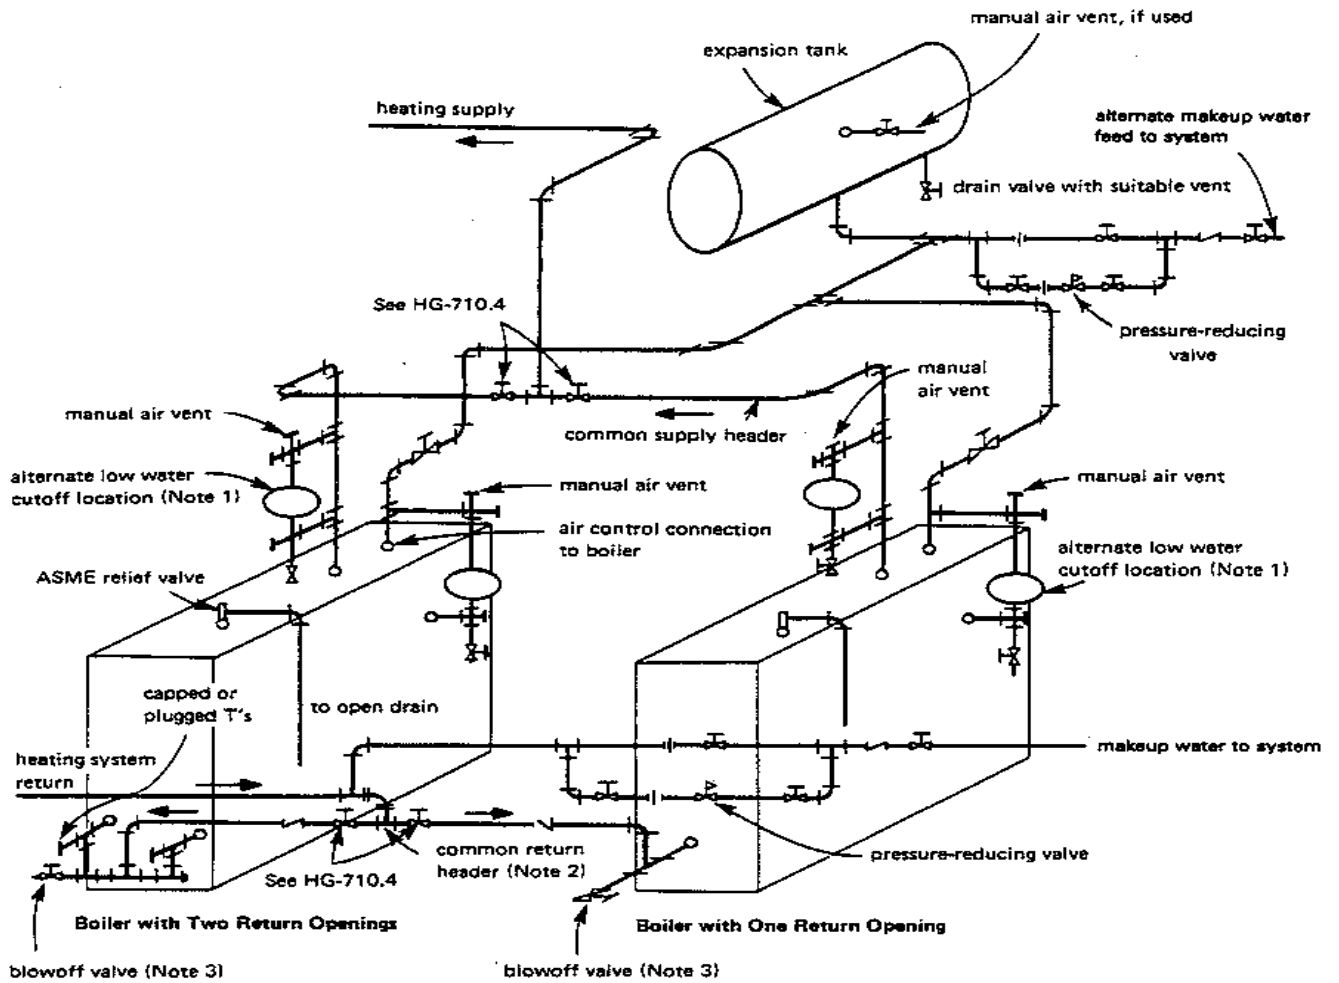 manual air vent, if used
expansion tank
heating supply
alternate makeup water
feed to system
drain valve with suitable vent
See HG-710.4
pressure-reducing
valve
manual
air vent
manual air vent
common supply header
alternate low water
cutoff location (Note 1)
manual air vent
manual air vent
air control connection
to boiler
alternate low water
cutoff location (Note 1)
ASME relief valve
capped or
plugged T's
to open drain
makeup water to system
heating system
return
common return
header (Note 2)
pressure-reducing valve
See HG-710.4
Boiler with Two Return Openings
Boiler with One Return Opening
blowoff valve (Note 3)
blowoff valve (Note 3)